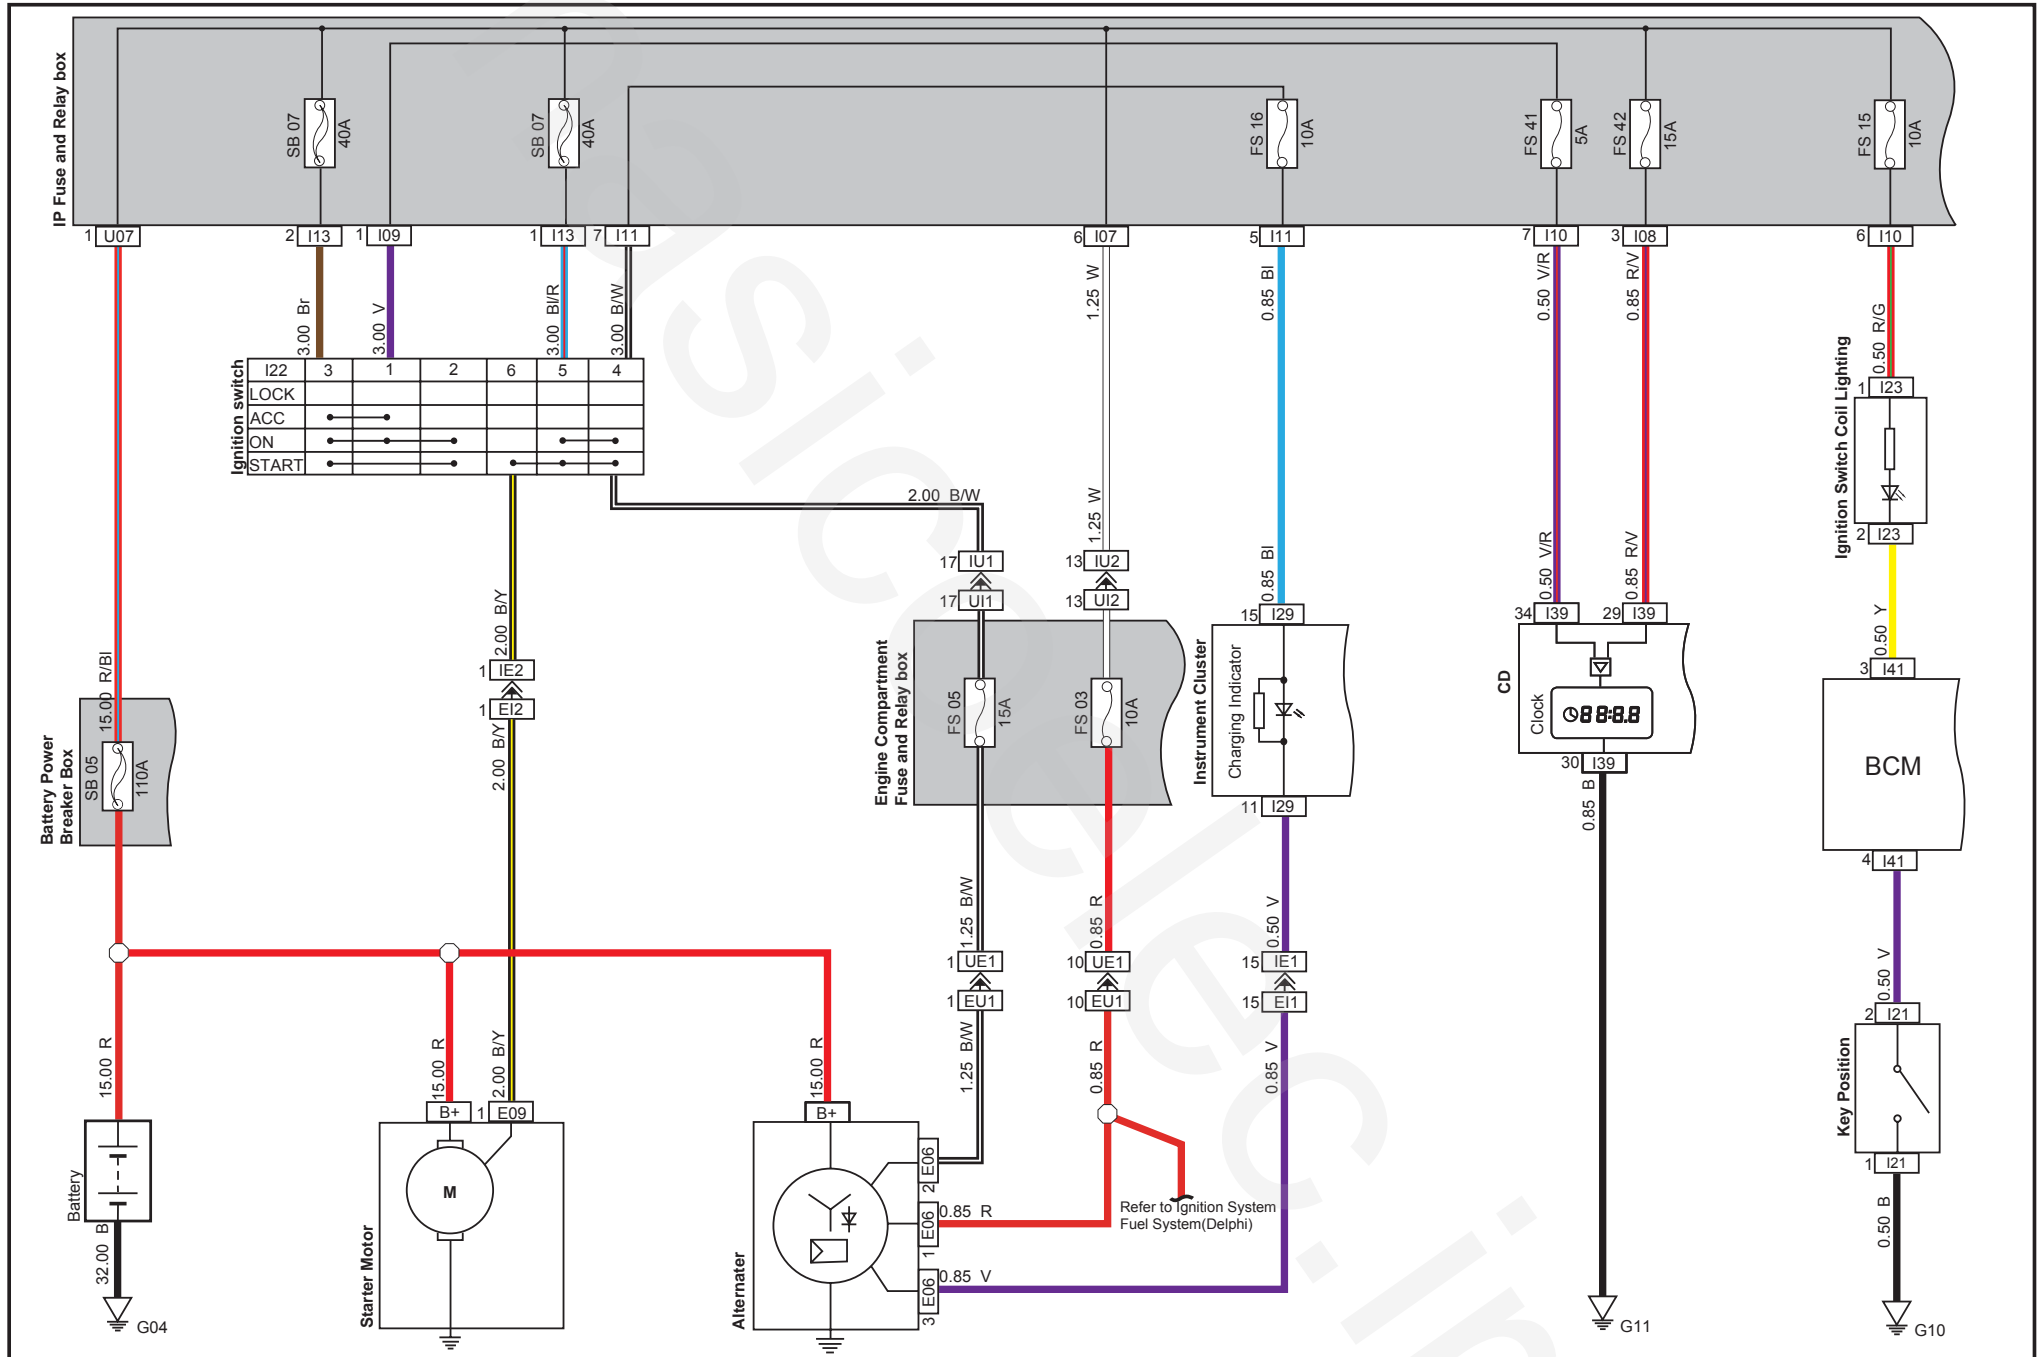 IP Fuse and Relay box
SB 07
40A
SB 07
40A
FS 16
10A
FS 41
5A
FS 42
15A
FS 15
10A
1 U07
2 I13
1 I09
1 I13
7 I11
6 I07
5 I11
7 I10
3 I08
6 I10
3.00 Br
3.00 V
3.00 Bl/R
3.00 B/W
1.25 W
0.85 Bl
0.50 V/R
0.85 R/V
0.50 R/G
Ignition switch
I22 3 1 2 6 5 4
LOCK
ACC
ON
START
2.00 B/W
1.25 W
0.85 Bl
0.50 V/R
0.85 R/V
Ignition Switch Coil Lighting
1 I23
2 I23
17 IU1
17 UI1
13 IU2
13 UI2
15 I29
34 I39
29 I39
0.50 Y
3 I41
2.00 B/Y
1 IE2
1 EI2
2.00 B/Y
15.00 R/Bl
Battery Power
Breaker Box
SB 05
110A
Engine Compartment
Fuse and Relay box
FS 05
15A
FS 03
10A
Instrument Cluster
Charging Indicator
11 I29
CD
Clock
88:8.8
30 I39
0.85 B
BCM
4 I41
1.25 B/W
0.85 R
0.50 V
0.50 V
1 UE1
1 EU1
10 UE1
10 EU1
15 IE1
15 EI1
2 I21
15.00 R
15.00 R
2.00 B/Y
15.00 R
1.25 B/W
0.85 R
0.85 V
Key Position
1 I21
B+
1 E09
B+
Battery
32.00 B
G04
Starter Motor
M
Alternater
E06
2
E06
1
E06
3
0.85 R
0.85 V
Refer to Ignition System
Fuel System(Delphi)
G11
0.50 B
G10
asicoelec.in